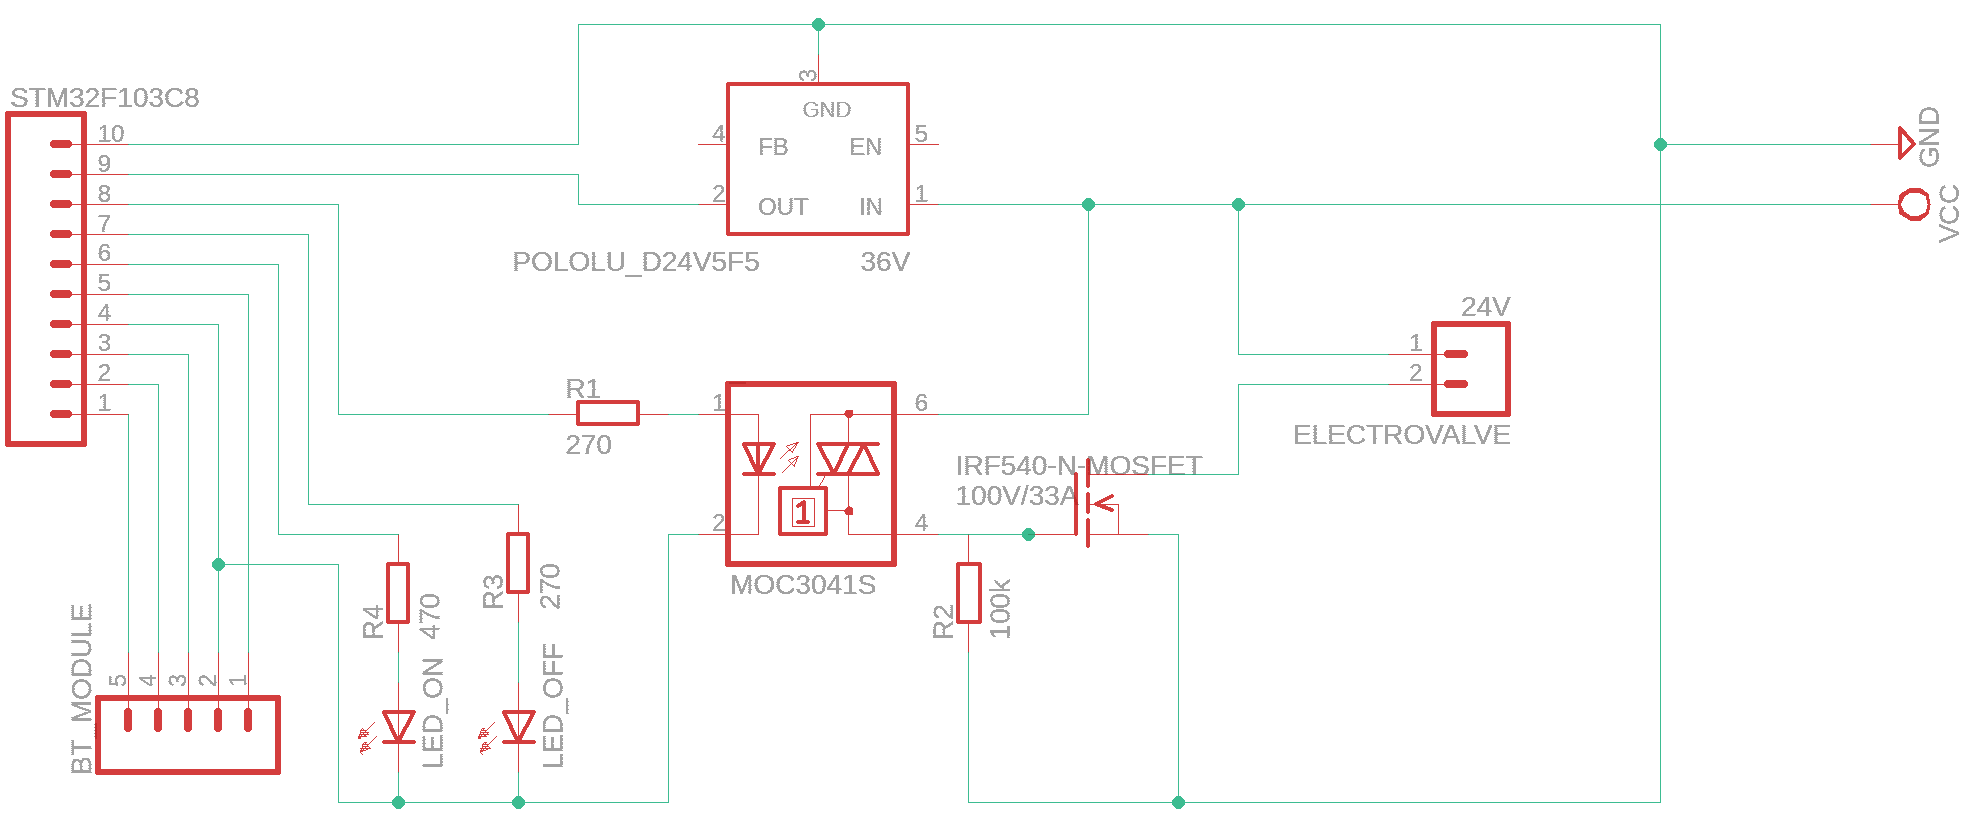 STM32F103C8
10
9
8
7
6
5
4
3
2
1
3
GND
4
FB
EN
5
2
OUT
IN
1
POLOLU_D24V5F5
36V
GND
VCC
24V
1
2
ELECTROVALVE
R1
270
1
2
6
4
1
MOC3041S
IRF540-N-MOSFET
100V/33A
R2
100k
R3
270
R4
470
LED_ON
LED_OFF
BT_MODULE
5
4
3
2
1